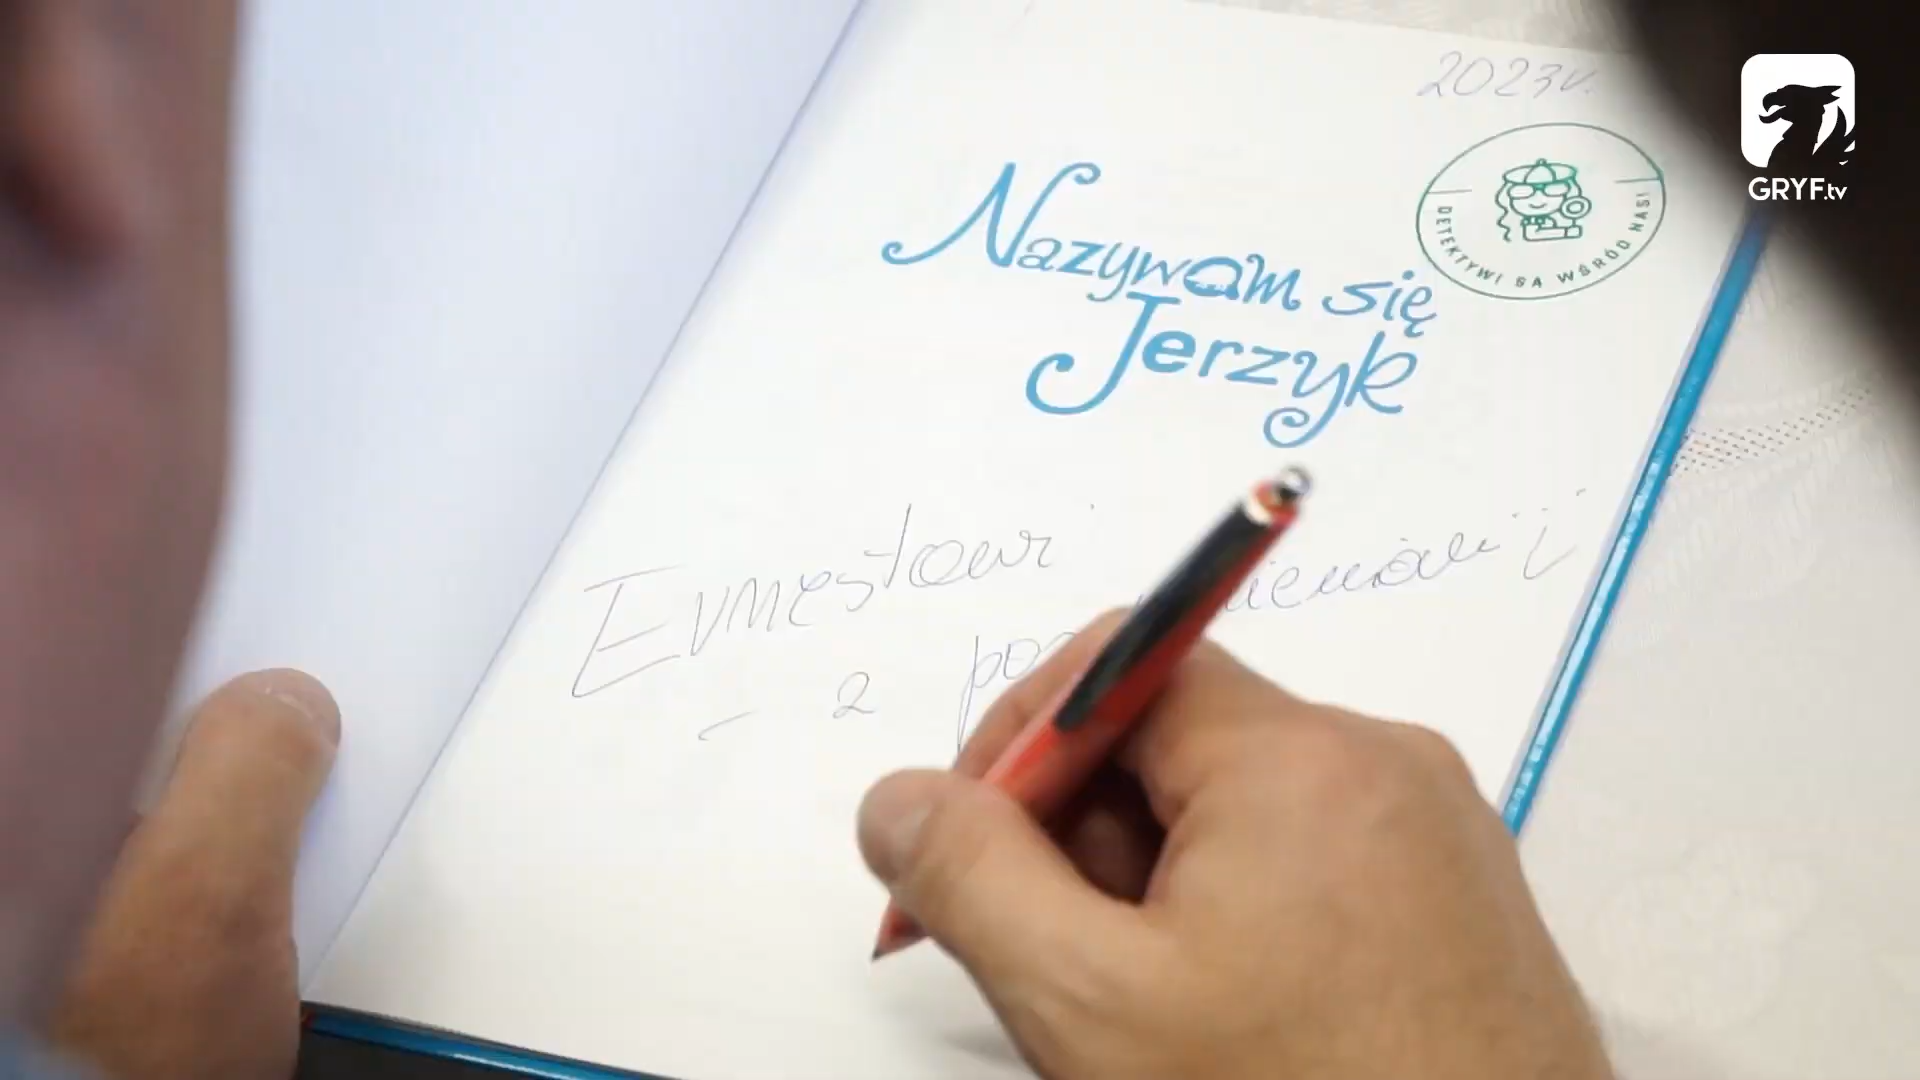 2023r.
GRYF.tv
DETEKTYWI SĄ WŚRÓD NAS!
Nazywam się
Jerzyk
Ernestowi
- z